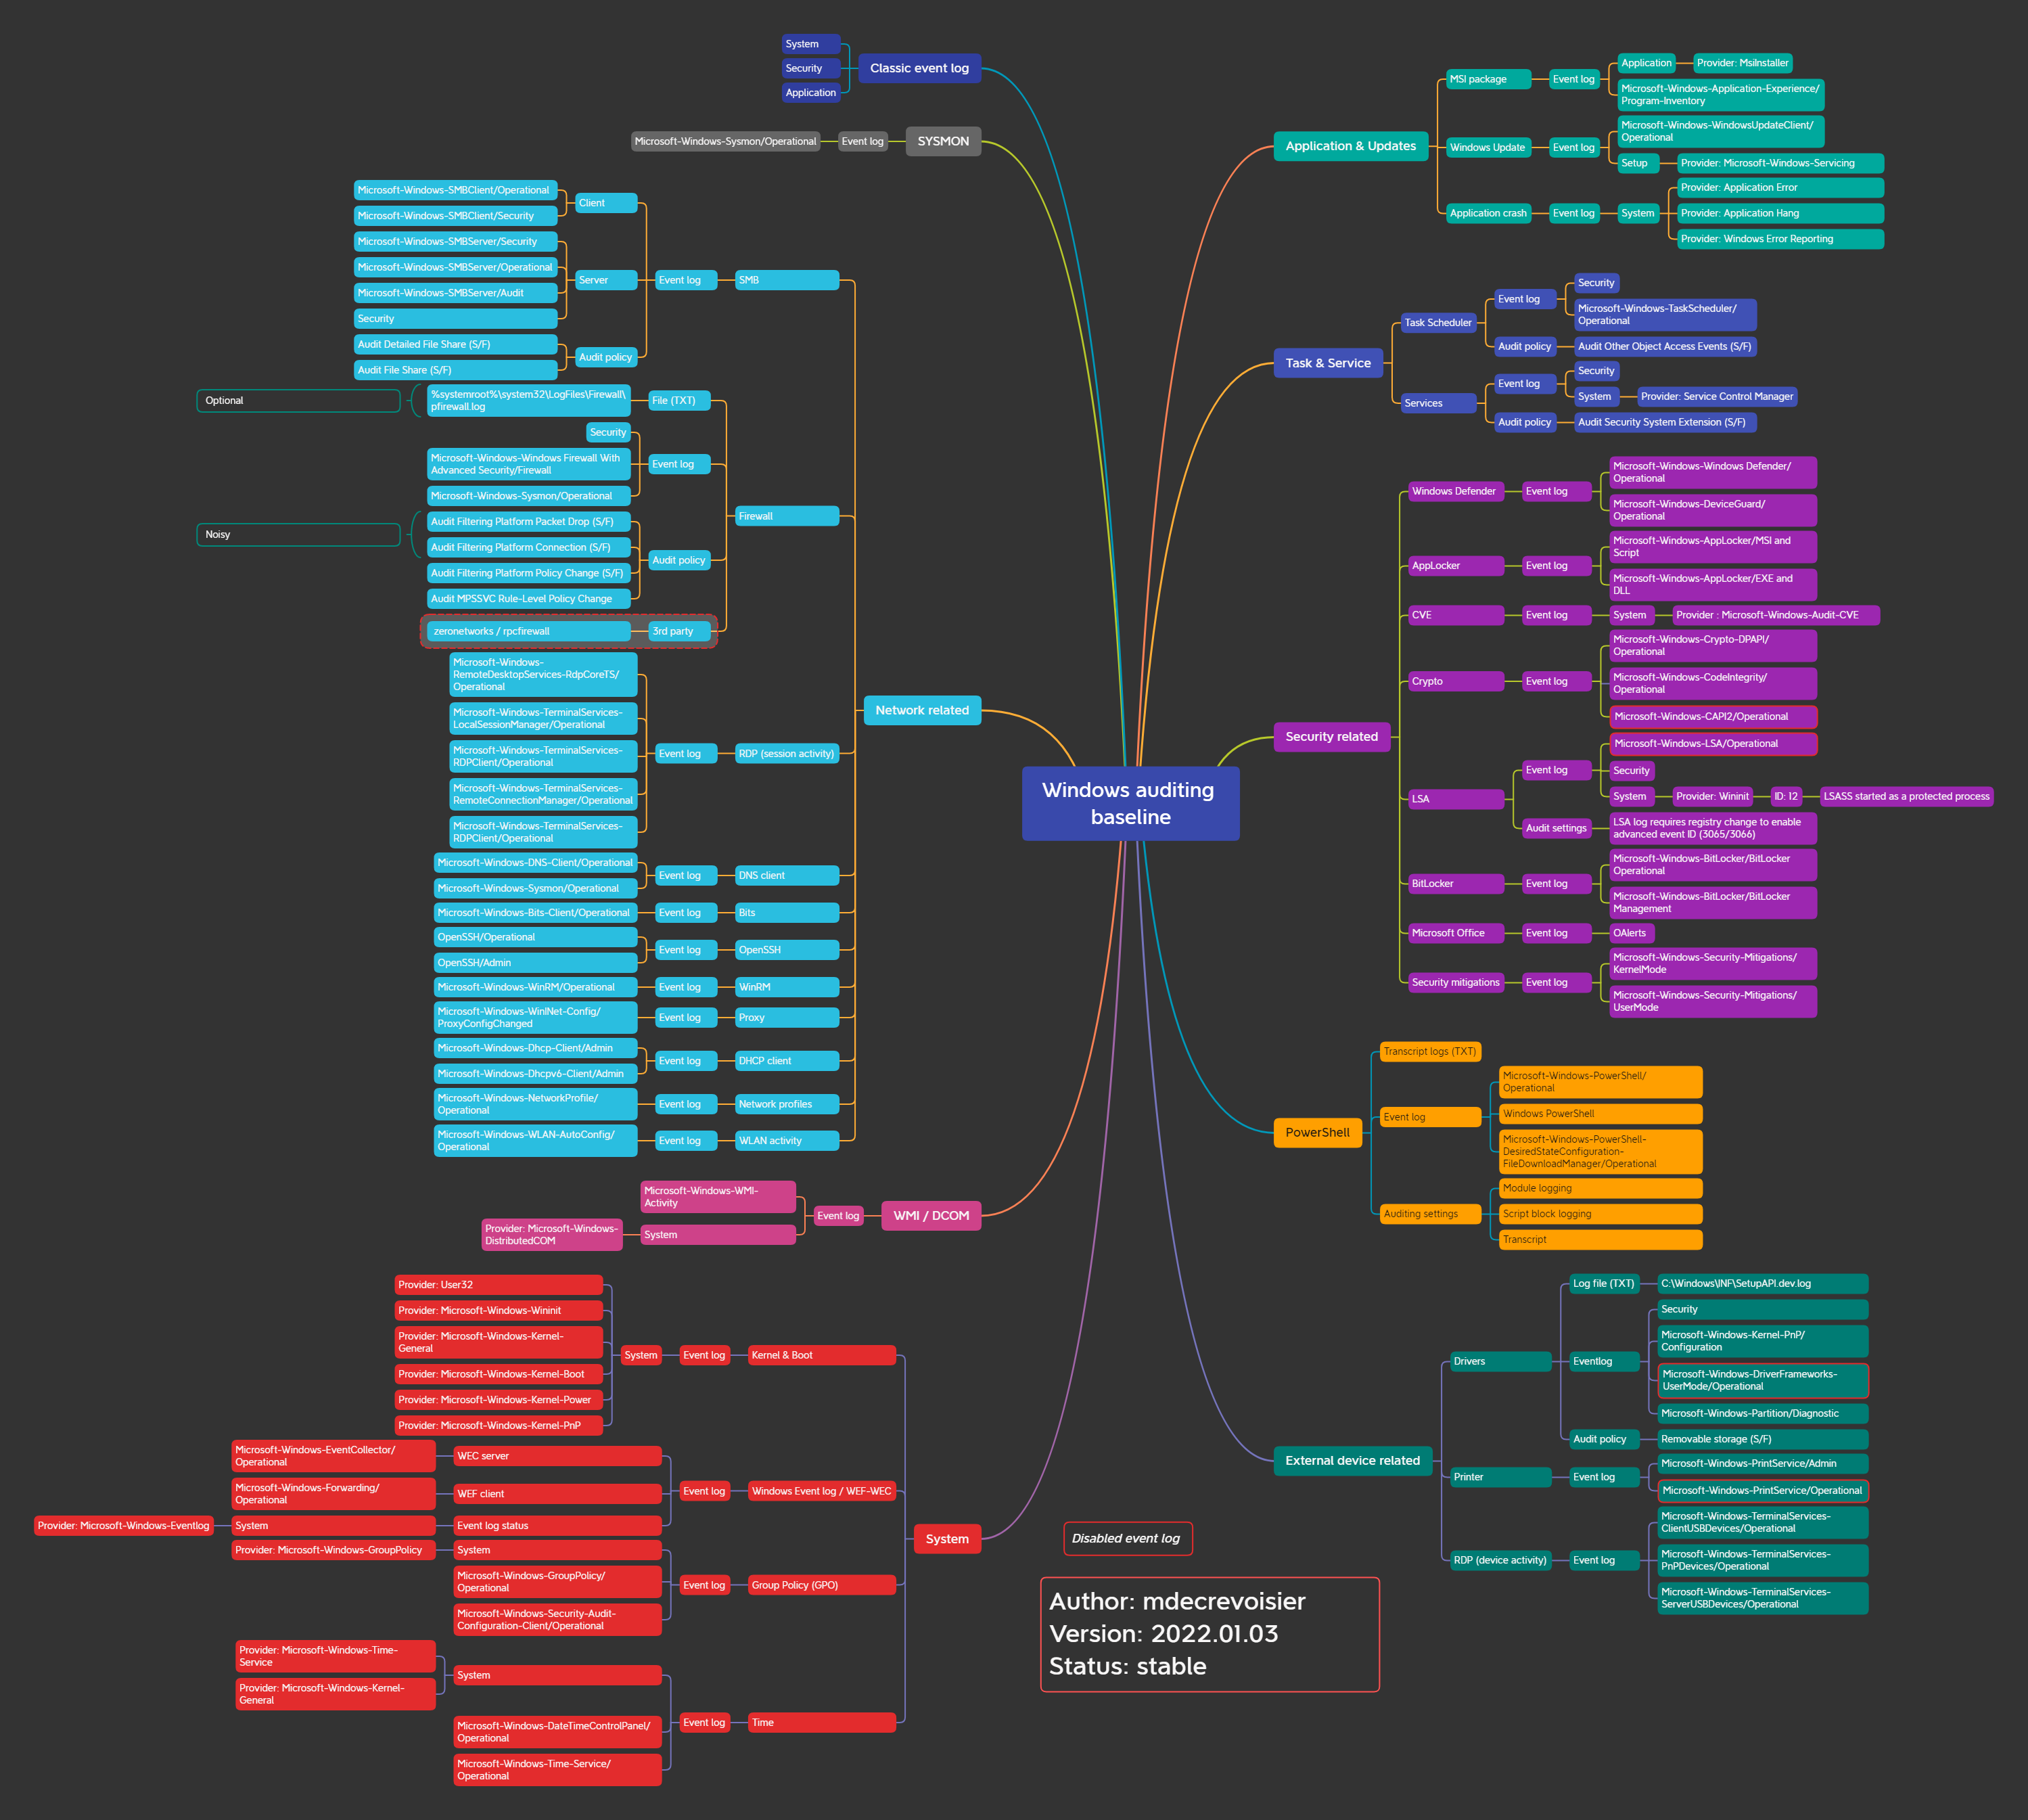 Windows auditing
baseline
Classic event log
System
Security
Application
SYSMON
Event log
Microsoft-Windows-Sysmon/Operational
Network related
SMB
Event log
Client
Microsoft-Windows-SMBClient/Operational
Microsoft-Windows-SMBClient/Security
Server
Microsoft-Windows-SMBServer/Security
Microsoft-Windows-SMBServer/Operational
Microsoft-Windows-SMBServer/Audit
Security
Audit policy
Audit Detailed File Share (S/F)
Audit File Share (S/F)
Firewall
File (TXT)
%systemroot%\system32\LogFiles\Firewall\
pfirewall.log
Optional
Event log
Security
Microsoft-Windows-Windows Firewall With
Advanced Security/Firewall
Microsoft-Windows-Sysmon/Operational
Audit policy
Audit Filtering Platform Packet Drop (S/F)
Audit Filtering Platform Connection (S/F)
Noisy
Audit Filtering Platform Policy Change (S/F)
Audit MPSSVC Rule-Level Policy Change
3rd party
zeronetworks / rpcfirewall
RDP (session activity)
Event log
Microsoft-Windows-
RemoteDesktopServices-RdpCoreTS/
Operational
Microsoft-Windows-TerminalServices-
LocalSessionManager/Operational
Microsoft-Windows-TerminalServices-
RDPClient/Operational
Microsoft-Windows-TerminalServices-
RemoteConnectionManager/Operational
Microsoft-Windows-TerminalServices-
RDPClient/Operational
DNS client
Event log
Microsoft-Windows-DNS-Client/Operational
Microsoft-Windows-Sysmon/Operational
Bits
Event log
Microsoft-Windows-Bits-Client/Operational
OpenSSH
Event log
OpenSSH/Operational
OpenSSH/Admin
WinRM
Event log
Microsoft-Windows-WinRM/Operational
Proxy
Event log
Microsoft-Windows-WinINet-Config/
ProxyConfigChanged
DHCP client
Event log
Microsoft-Windows-Dhcp-Client/Admin
Microsoft-Windows-Dhcpv6-Client/Admin
Network profiles
Event log
Microsoft-Windows-NetworkProfile/
Operational
WLAN activity
Event log
Microsoft-Windows-WLAN-AutoConfig/
Operational
WMI / DCOM
Event log
Microsoft-Windows-WMI-
Activity
System
Provider: Microsoft-Windows-
DistributedCOM
System
Kernel & Boot
Event log
System
Provider: User32
Provider: Microsoft-Windows-Wininit
Provider: Microsoft-Windows-Kernel-
General
Provider: Microsoft-Windows-Kernel-Boot
Provider: Microsoft-Windows-Kernel-Power
Provider: Microsoft-Windows-Kernel-PnP
Windows Event log / WEF-WEC
Event log
WEC server
Microsoft-Windows-EventCollector/
Operational
WEF client
Microsoft-Windows-Forwarding/
Operational
Event log status
System
Provider: Microsoft-Windows-Eventlog
Group Policy (GPO)
Event log
System
Provider: Microsoft-Windows-GroupPolicy
Microsoft-Windows-GroupPolicy/
Operational
Microsoft-Windows-Security-Audit-
Configuration-Client/Operational
Time
Event log
System
Provider: Microsoft-Windows-Time-
Service
Provider: Microsoft-Windows-Kernel-
General
Microsoft-Windows-DateTimeControlPanel/
Operational
Microsoft-Windows-Time-Service/
Operational
Application & Updates
MSI package
Event log
Application
Provider: MsiInstaller
Microsoft-Windows-Application-Experience/
Program-Inventory
Windows Update
Event log
Microsoft-Windows-WindowsUpdateClient/
Operational
Setup
Provider: Microsoft-Windows-Servicing
Application crash
Event log
System
Provider: Application Error
Provider: Application Hang
Provider: Windows Error Reporting
Task & Service
Task Scheduler
Event log
Security
Microsoft-Windows-TaskScheduler/
Operational
Audit policy
Audit Other Object Access Events (S/F)
Services
Event log
Security
System
Provider: Service Control Manager
Audit policy
Audit Security System Extension (S/F)
Security related
Windows Defender
Event log
Microsoft-Windows-Windows Defender/
Operational
Microsoft-Windows-DeviceGuard/
Operational
AppLocker
Event log
Microsoft-Windows-AppLocker/MSI and
Script
Microsoft-Windows-AppLocker/EXE and
DLL
CVE
Event log
System
Provider : Microsoft-Windows-Audit-CVE
Crypto
Event log
Microsoft-Windows-Crypto-DPAPI/
Operational
Microsoft-Windows-CodeIntegrity/
Operational
Microsoft-Windows-CAPI2/Operational
LSA
Event log
Microsoft-Windows-LSA/Operational
Security
System
Provider: Wininit
ID: 12
LSASS started as a protected process
Audit settings
LSA log requires registry change to enable
advanced event ID (3065/3066)
BitLocker
Event log
Microsoft-Windows-BitLocker/BitLocker
Operational
Microsoft-Windows-BitLocker/BitLocker
Management
Microsoft Office
Event log
OAlerts
Security mitigations
Event log
Microsoft-Windows-Security-Mitigations/
KernelMode
Microsoft-Windows-Security-Mitigations/
UserMode
PowerShell
Transcript logs (TXT)
Event log
Microsoft-Windows-PowerShell/
Operational
Windows PowerShell
Microsoft-Windows-PowerShell-
DesiredStateConfiguration-
FileDownloadManager/Operational
Auditing settings
Module logging
Script block logging
Transcript
External device related
Drivers
Log file (TXT)
C:\Windows\INF\SetupAPI.dev.log
Eventlog
Security
Microsoft-Windows-Kernel-PnP/
Configuration
Microsoft-Windows-DriverFrameworks-
UserMode/Operational
Microsoft-Windows-Partition/Diagnostic
Audit policy
Removable storage (S/F)
Printer
Event log
Microsoft-Windows-PrintService/Admin
Microsoft-Windows-PrintService/Operational
RDP (device activity)
Event log
Microsoft-Windows-TerminalServices-
ClientUSBDevices/Operational
Microsoft-Windows-TerminalServices-
PnPDevices/Operational
Microsoft-Windows-TerminalServices-
ServerUSBDevices/Operational
Disabled event log
Author: mdecrevoisier
Version: 2022.01.03
Status: stable